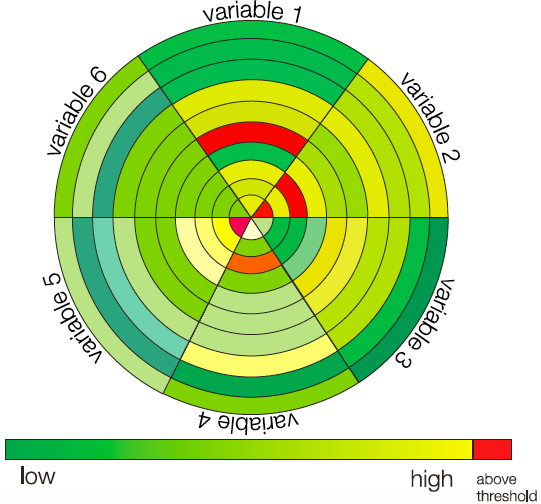 variable 1
variable 2
variable 3
variable 4
variable 5
variable 6
low
high
above
threshold